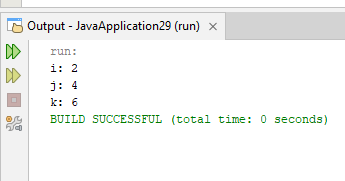 Output - JavaApplication29 (run) ×
run:
i: 2
j: 4
k: 6
BUILD SUCCESSFUL (total time: 0 seconds)